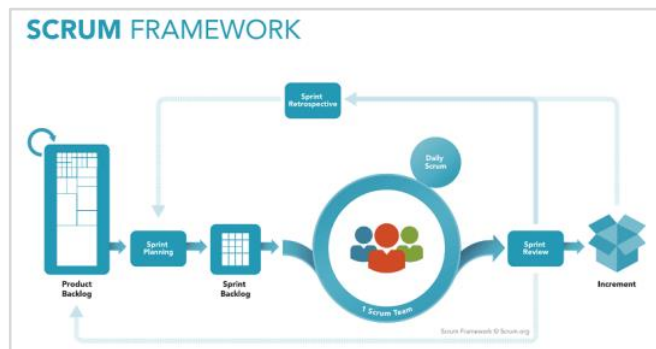 SCRUM FRAMEWORK
Sprint
Retrospective
Daily
Scrum
Sprint
Planning
Sprint
Review
Product
Backlog
Sprint
Backlog
1 Scrum Team
Increment
Scrum Framework © Scrum.org